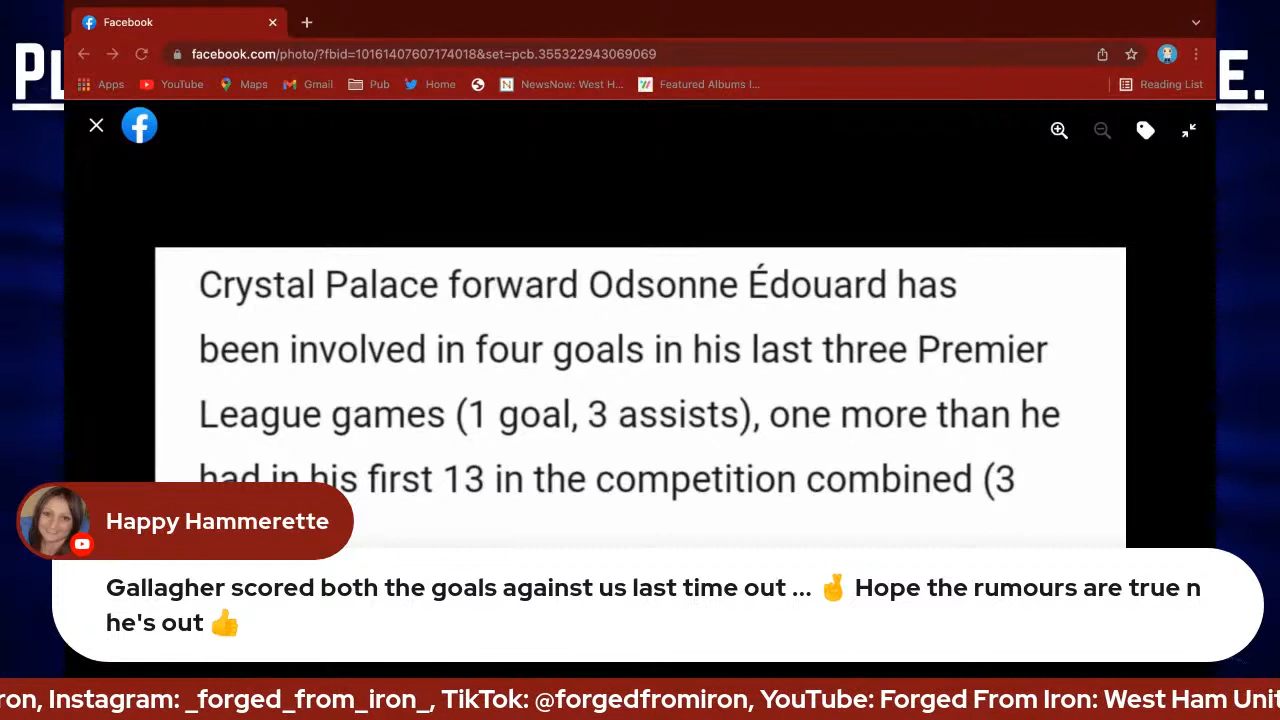 PL
E.
Facebook
facebook.com/photo/?fbid=10161407607174018&set=pcb.355322943069069
Apps YouTube Maps Gmail Pub Home NewsNow: West H... Featured Albums I... Reading List
Crystal Palace forward Odsonne Édouard has
been involved in four goals in his last three Premier
League games (1 goal, 3 assists), one more than he
had in his first 13 in the competition combined (3
Happy Hammerette
Gallagher scored both the goals against us last time out ... 🤞 Hope the rumours are true n
he's out 👍
ron, Instagram: _forged_from_iron_, TikTok: @forgedfromiron, YouTube: Forged From Iron: West Ham Unit